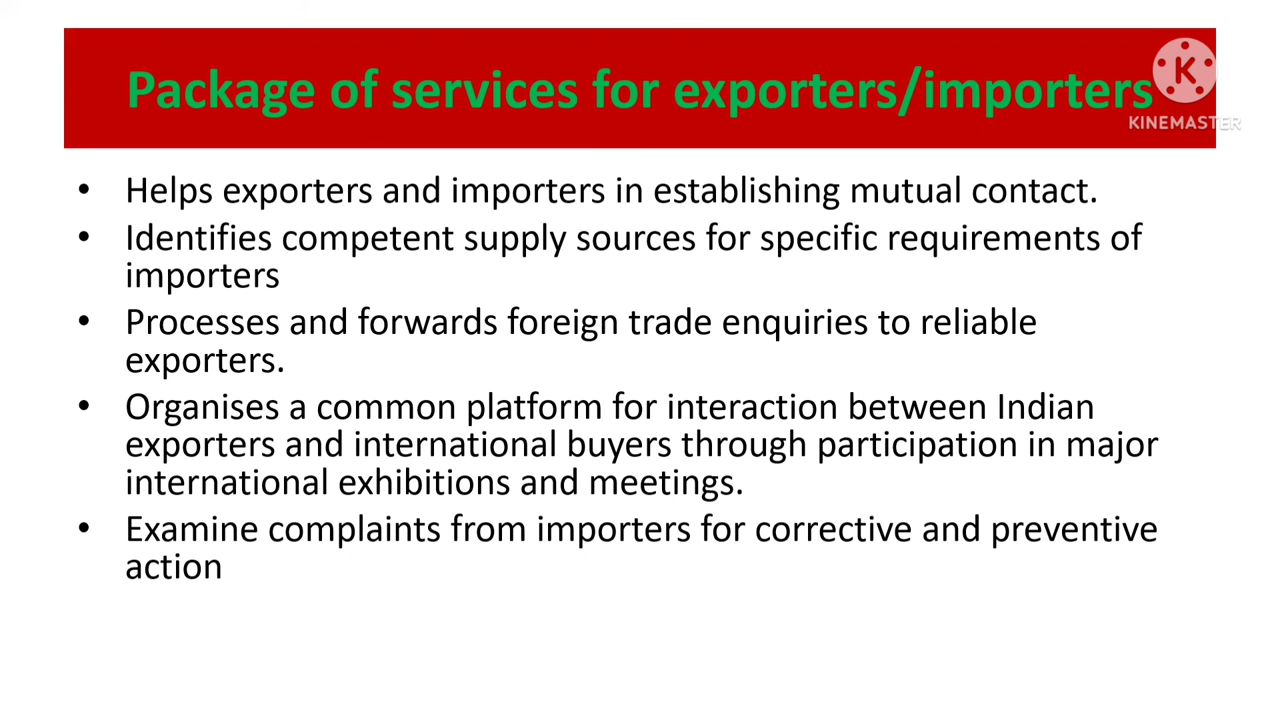 Package of services for exporters/importers
K
KINEMASTER
• Helps exporters and importers in establishing mutual contact.
• Identifies competent supply sources for specific requirements of
importers
• Processes and forwards foreign trade enquiries to reliable
exporters.
• Organises a common platform for interaction between Indian
exporters and international buyers through participation in major
international exhibitions and meetings.
• Examine complaints from importers for corrective and preventive
action